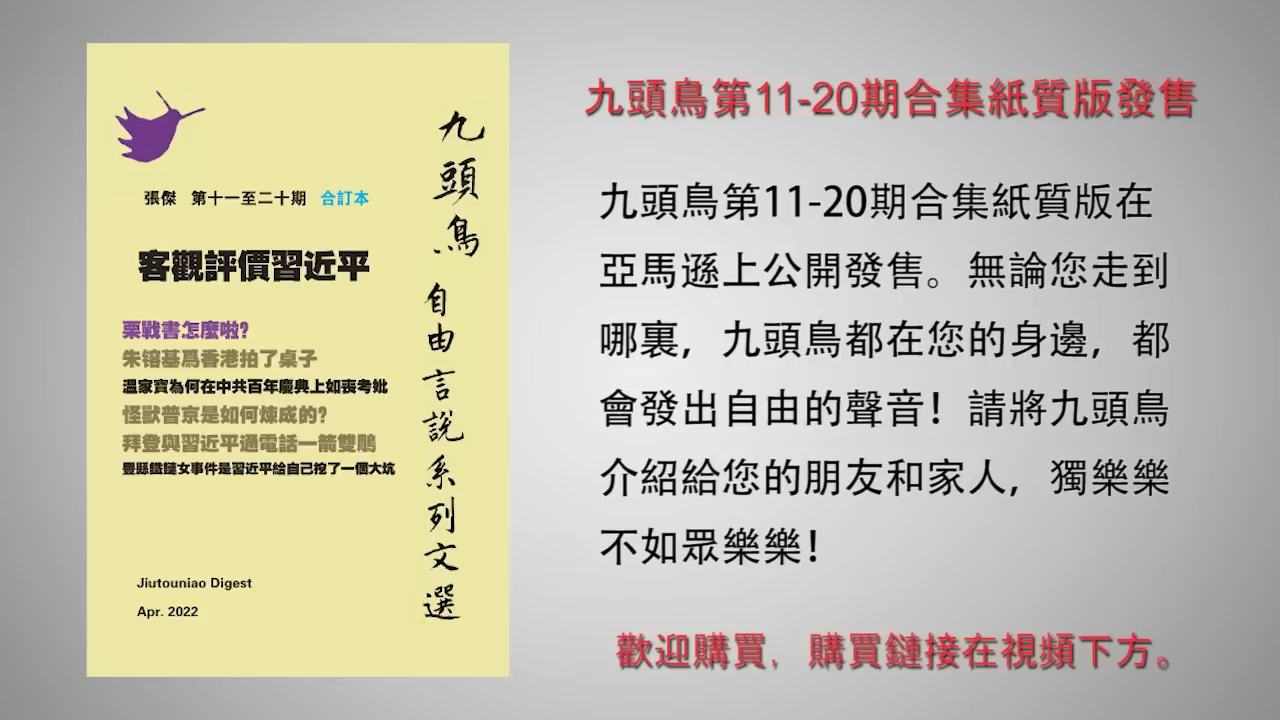 九頭鳥
自由言說系列文選
張傑 第十一至二十期 合訂本
客觀評價習近平
栗戰書怎麼啦?
朱镕基爲香港拍了桌子
溫家寶為何在中共百年慶典上如喪考妣
怪獸普京是如何煉成的?
拜登與習近平通電話一箭雙鵰
豐縣鐵鏈女事件是習近平給自己挖了一個大坑
Jiutouniao Digest
Apr. 2022
九頭鳥第11-20期合集紙質版發售
九頭鳥第11-20期合集紙質版在
亞馬遜上公開發售。無論您走到
哪裏，九頭鳥都在您的身邊，都
會發出自由的聲音！請將九頭鳥
介紹給您的朋友和家人，獨樂樂
不如眾樂樂！
歡迎購買，購買鏈接在視頻下方。